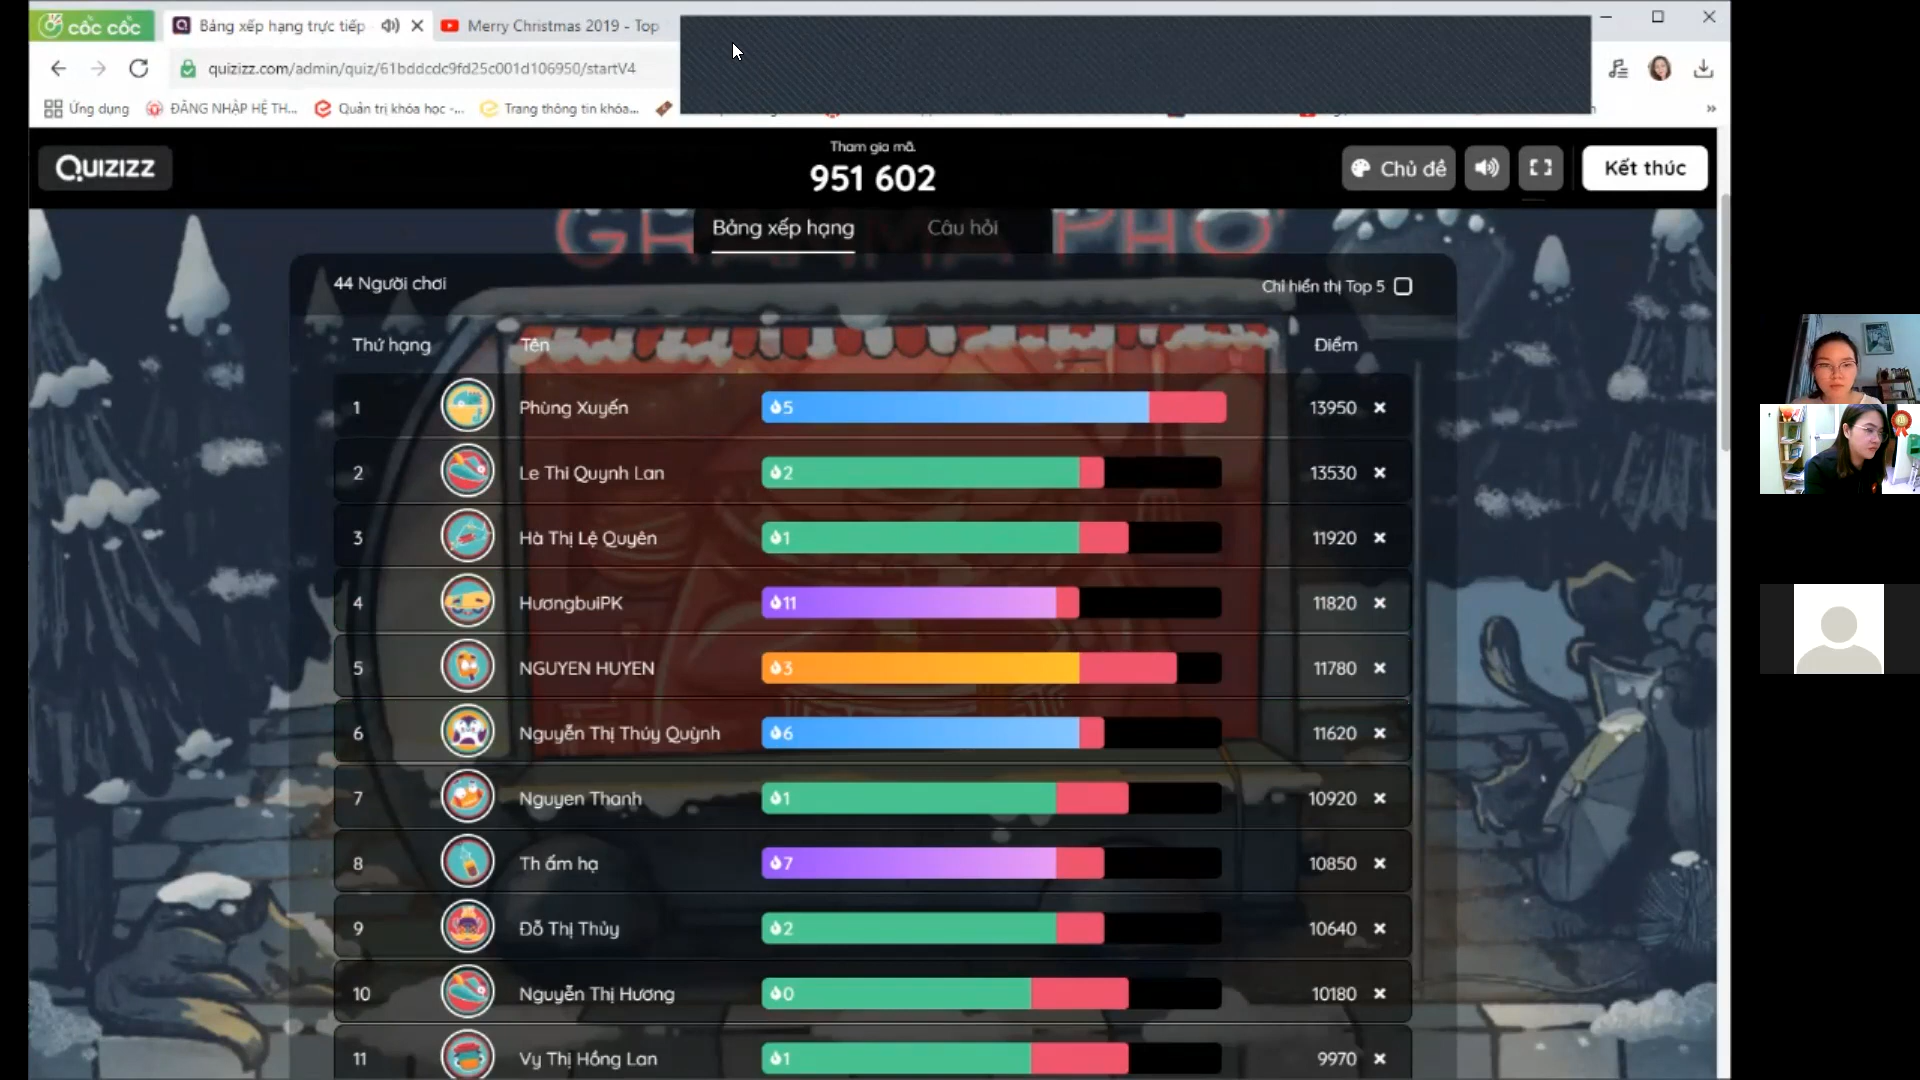 cốc cốc
Bảng xếp hạng trực tiếp
Merry Christmas 2019 - Top
quizizz.com/admin/quiz/61bddcdc9fd25c001d106950/startV4
Ứng dụng
ĐĂNG NHẬP HỆ TH...
Quản trị khóa học -...
Trang thông tin khóa...
»
QUIZIZZ
Tham gia mã.
951 602
Chủ đề
Kết thúc
Bảng xếp hạng
Câu hỏi
PHO
44 Người chơi
Chỉ hiển thị Top 5
Thứ hạng Tên Điểm
1 Phùng Xuyến 5 13950
2 Le Thi Quynh Lan 2 13530
3 Hà Thị Lệ Quyên 1 11920
4 HươngbuiPK 11 11820
5 NGUYEN HUYEN 3 11780
6 Nguyễn Thị Thúy Quỳnh 6 11620
7 Nguyen Thanh 1 10920
8 Th ấm hạ 7 10850
9 Đỗ Thị Thủy 2 10640
10 Nguyễn Thị Hương 0 10180
11 Vy Thị Hồng Lan 1 9970